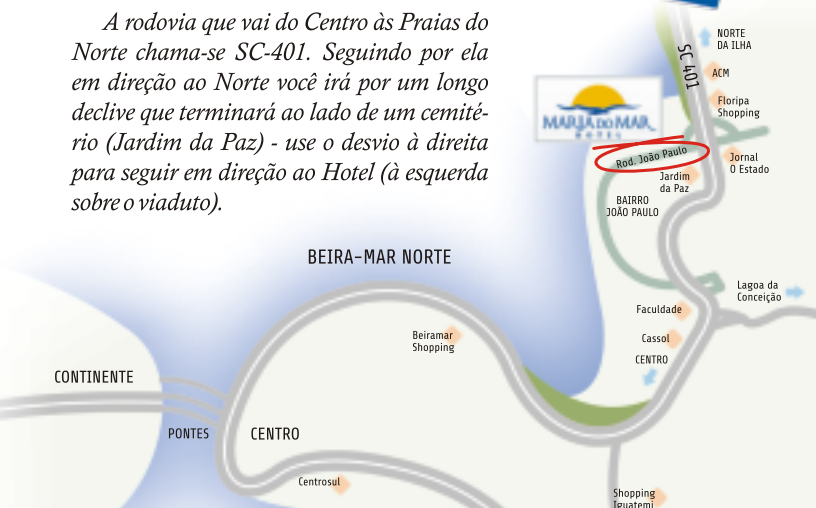 A rodovia que vai do Centro às Praias do
Norte chama-se SC-401. Seguindo por ela
em direção ao Norte você irá por um longo
declive que terminará ao lado de um cemité-
rio (Jardim da Paz) - use o desvio à direita
para seguir em direção ao Hotel (à esquerda
sobre o viaduto).
SC 401
NORTE
DA ILHA
ACM
Floripa
Shopping
MARIA DO MAR
HOTEL
Rod. João Paulo
Jornal
O Estado
Jardim
da Paz
BAIRRO
JOÃO PAULO
BEIRA-MAR NORTE
Lagoa da
Conceição
Faculdade
Beiramar
Shopping
Cassol
CENTRO
CONTINENTE
PONTES
CENTRO
Centrosul
Shopping
Iguatemi